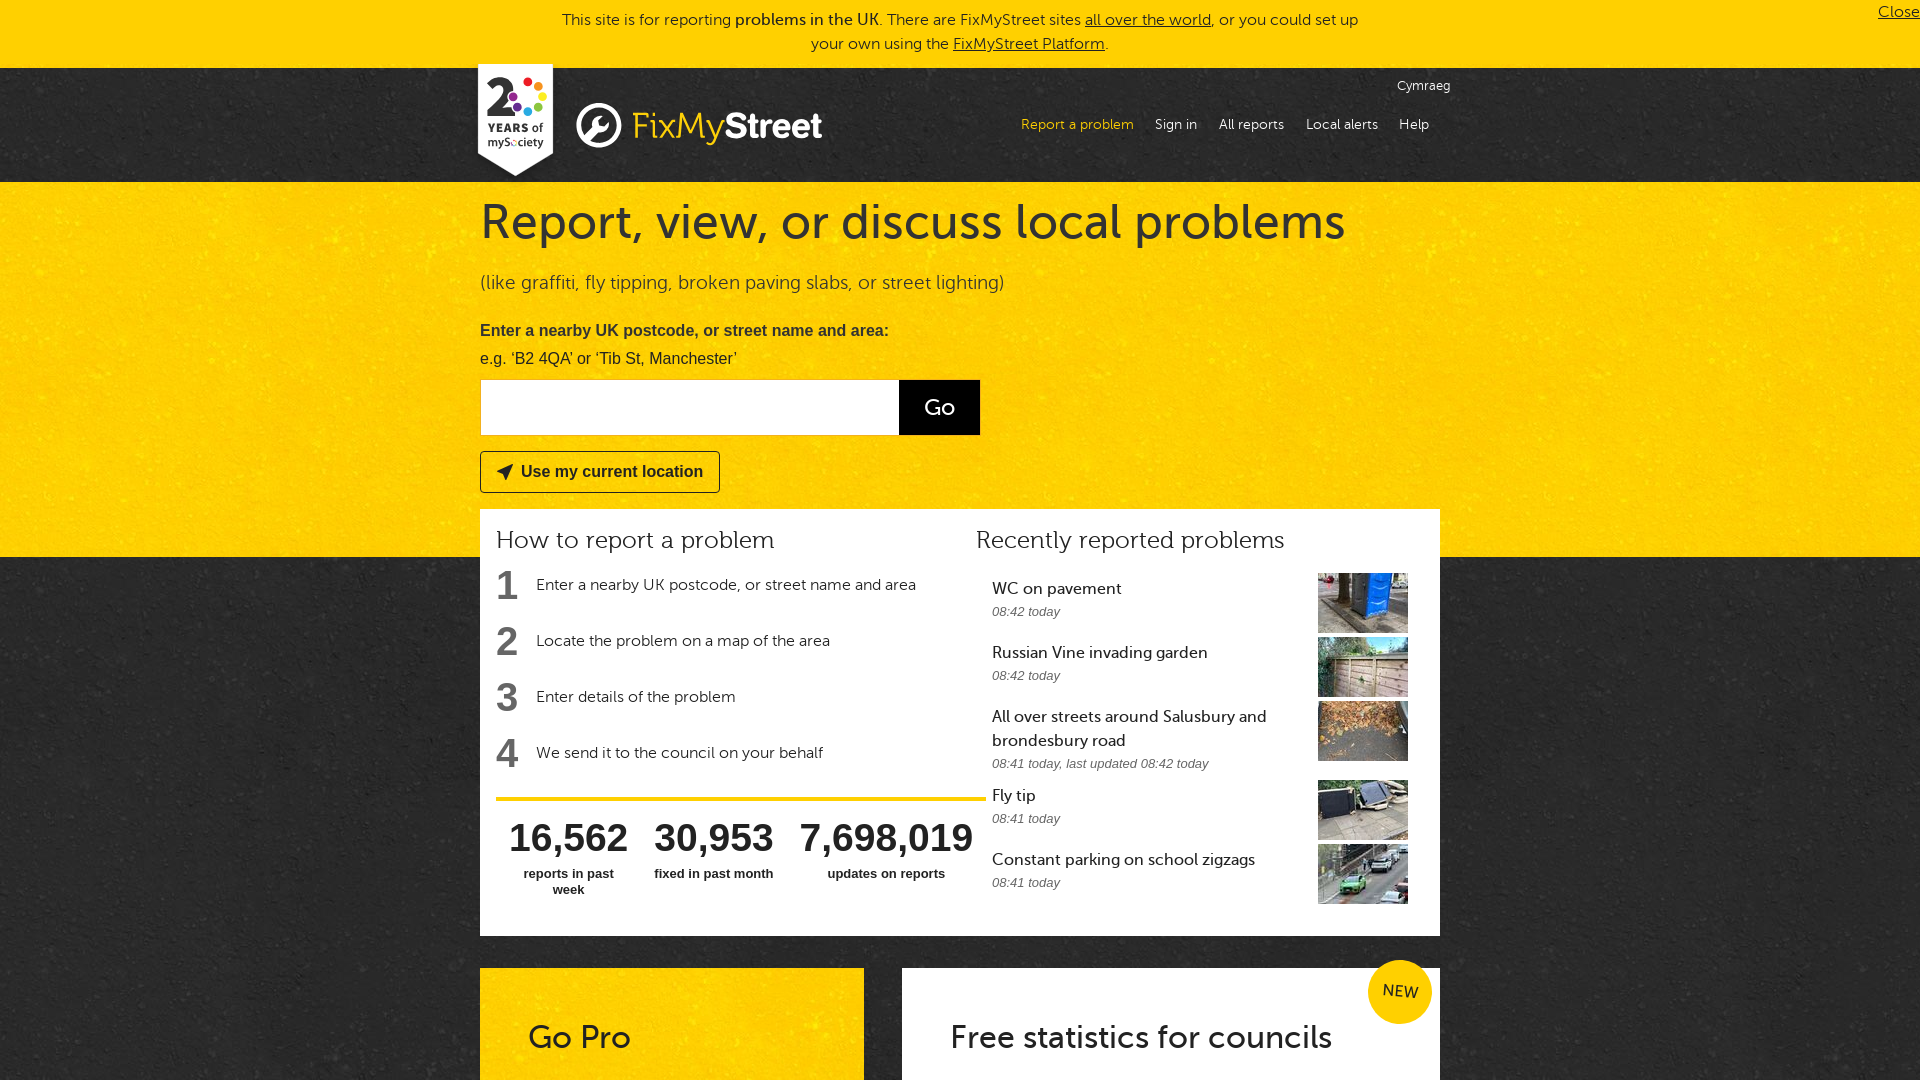 This site is for reporting problems in the UK. There are FixMyStreet sites all over the world, or you could set up
your own using the FixMyStreet Platform.
Close
20
YEARS of
mySociety
FixMyStreet
Cymraeg
Report a problem
Sign in
All reports
Local alerts
Help
Report, view, or discuss local problems
(like graffiti, fly tipping, broken paving slabs, or street lighting)
Enter a nearby UK postcode, or street name and area:
e.g. ‘B2 4QA’ or ‘Tib St, Manchester’
Go
Use my current location
How to report a problem
1 Enter a nearby UK postcode, or street name and area
2 Locate the problem on a map of the area
3 Enter details of the problem
4 We send it to the council on your behalf
16,562
reports in past
week
30,953
fixed in past month
7,698,019
updates on reports
Recently reported problems
WC on pavement
08:42 today
Russian Vine invading garden
08:42 today
All over streets around Salusbury and
brondesbury road
08:41 today, last updated 08:42 today
Fly tip
08:41 today
Constant parking on school zigzags
08:41 today
Go Pro
NEW
Free statistics for councils